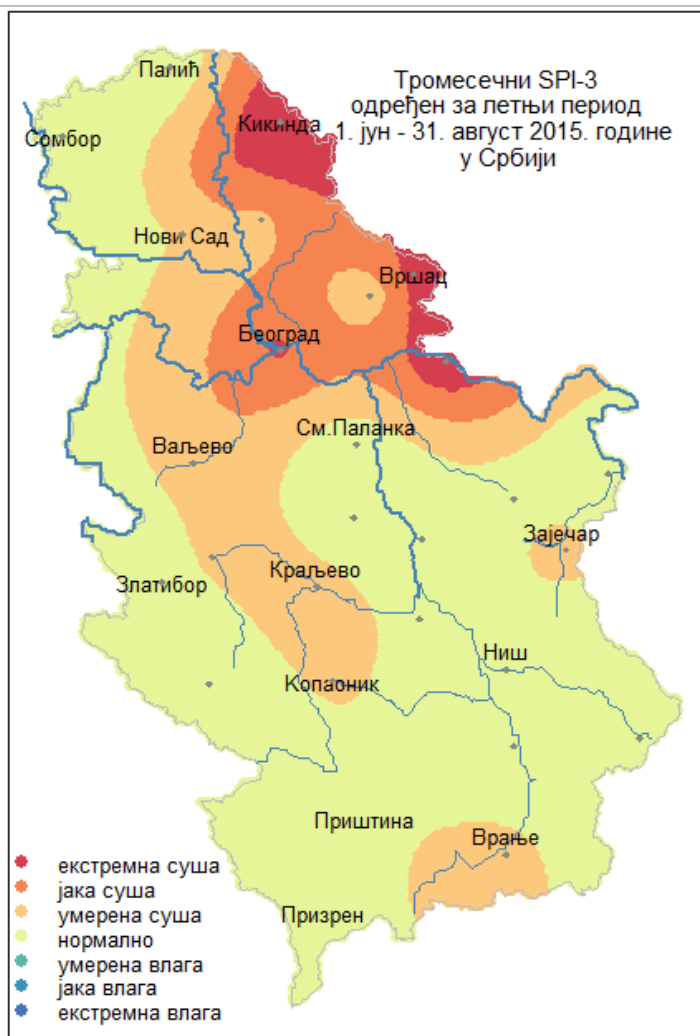 Тромесечни SPI-3
одређен за летњи период
1. јун - 31. август 2015. године
у Србији
Палић
Кикинда
Сомбор
Нови Сад
Вршац
Београд
См.Паланка
Ваљево
Зајечар
Краљево
Златибор
Ниш
Копаоник
Приштина
Врање
Призрен
екстремна суша
јака суша
умерена суша
нормално
умерена влага
јака влага
екстремна влага